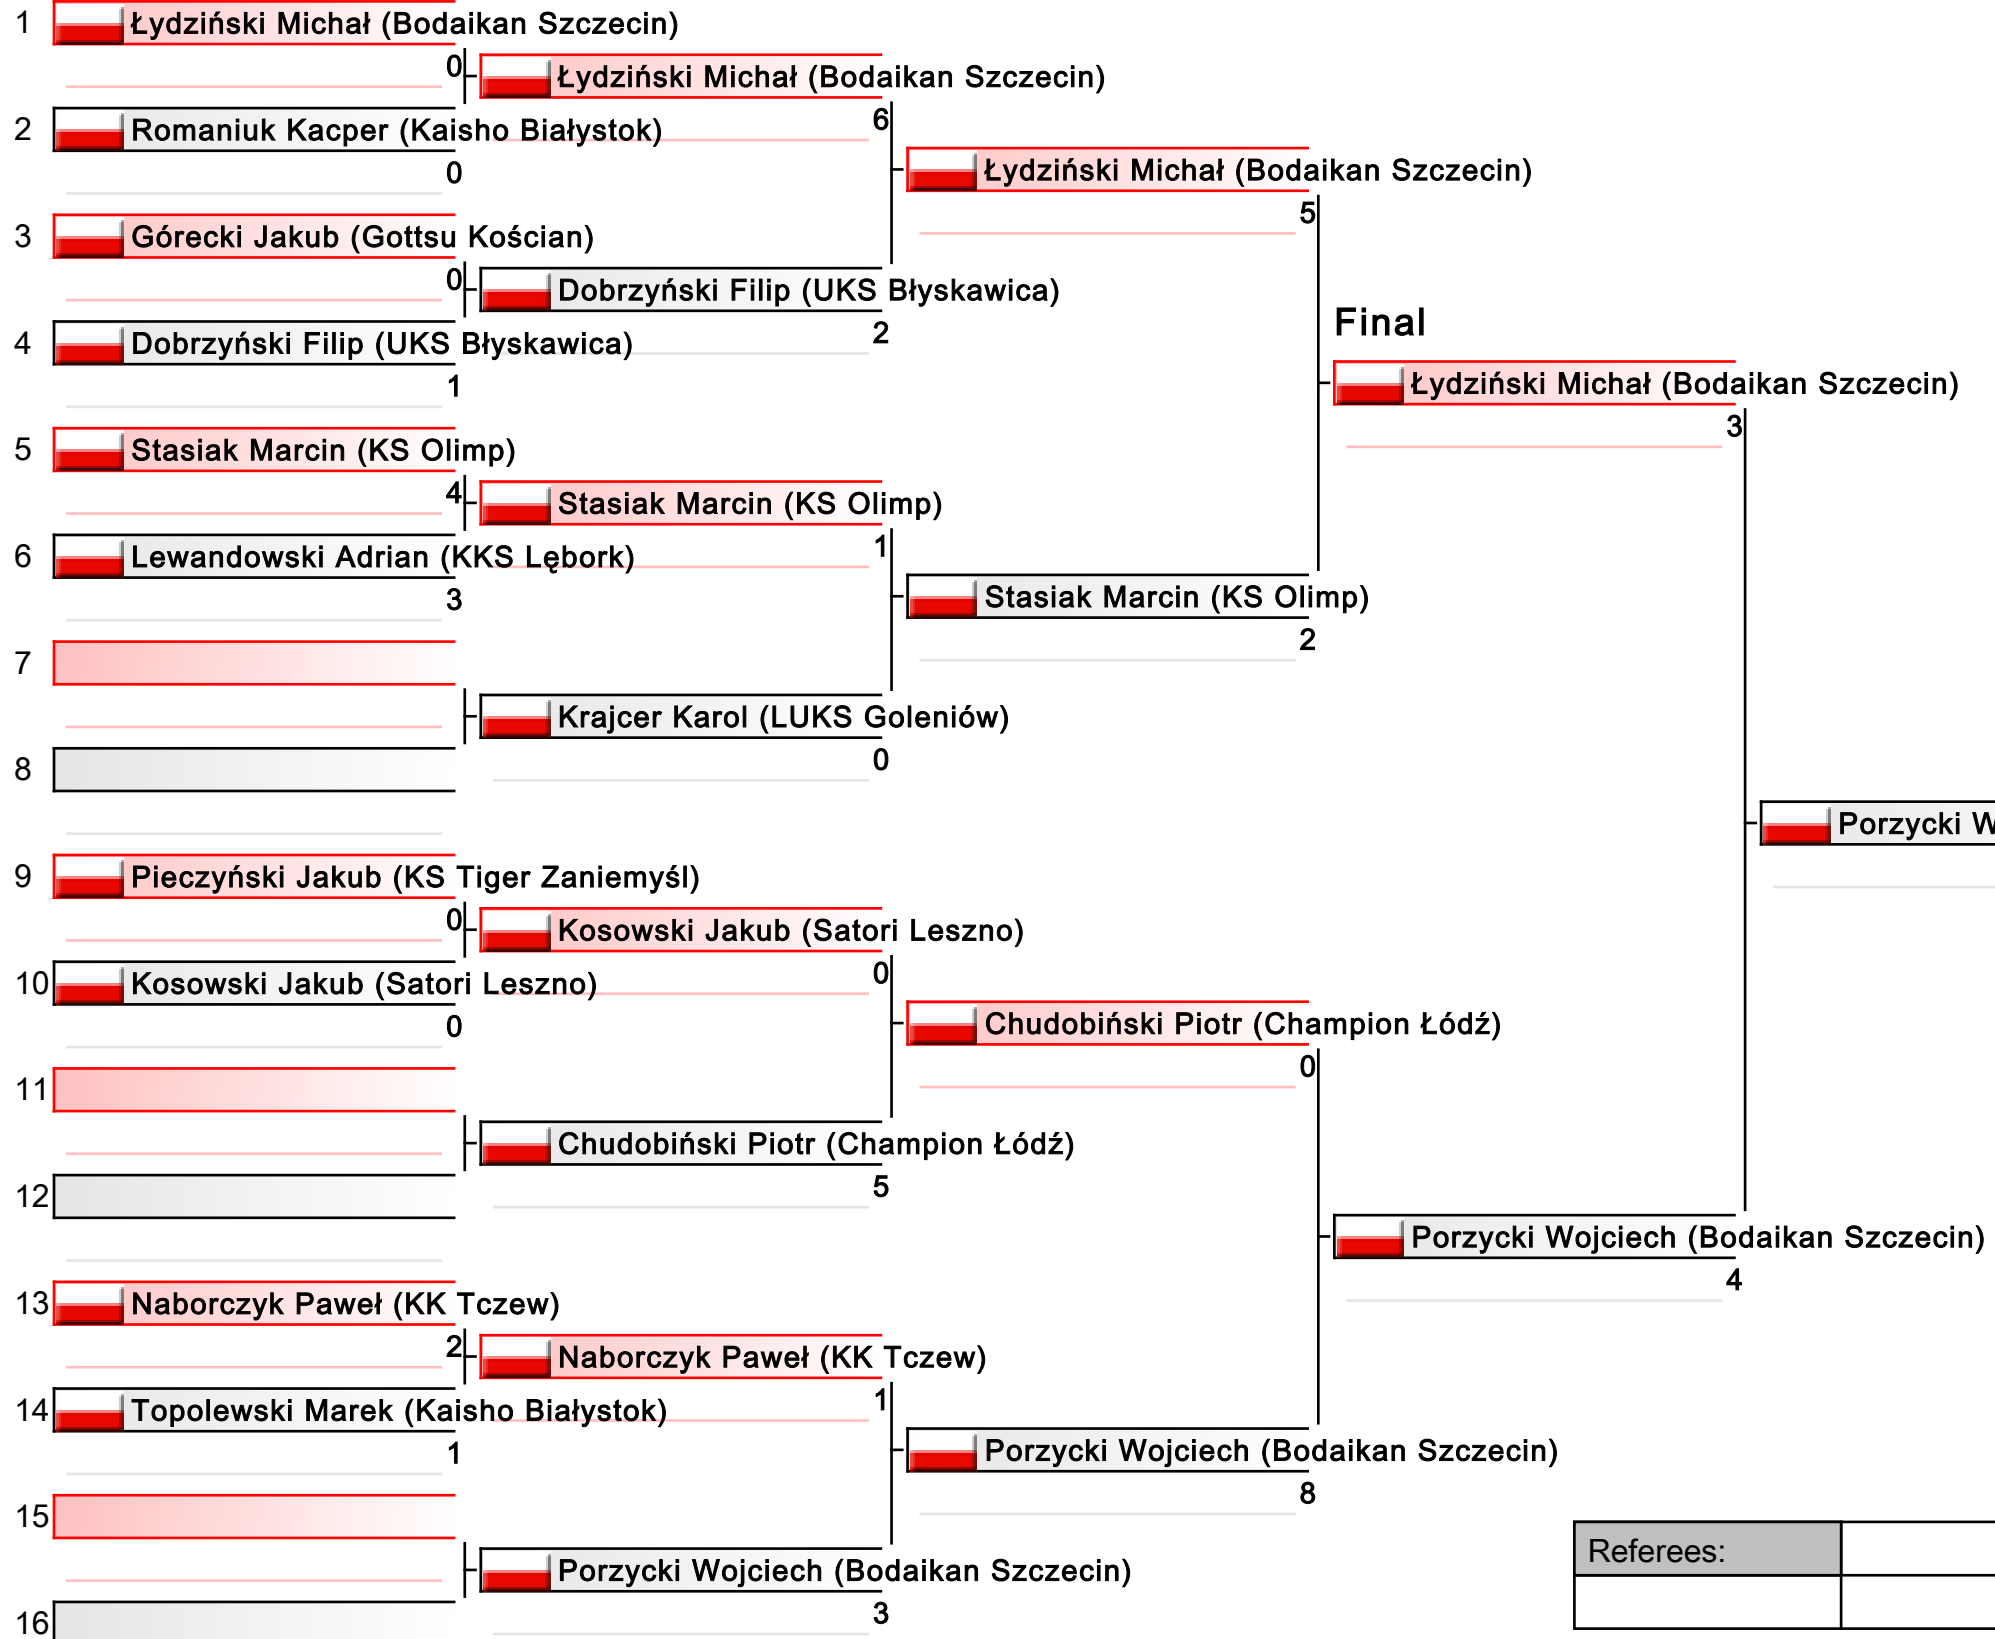 1 Łydziński Michał (Bodaikan Szczecin)
0 Łydziński Michał (Bodaikan Szczecin)
6
2 Romaniuk Kacper (Kaisho Białystok)
0 Łydziński Michał (Bodaikan Szczecin)
5
3 Górecki Jakub (Gottsu Kościan)
0 Dobrzyński Filip (UKS Błyskawica)
2
Final
4 Dobrzyński Filip (UKS Błyskawica)
1 Łydziński Michał (Bodaikan Szczecin)
3
5 Stasiak Marcin (KS Olimp)
4 Stasiak Marcin (KS Olimp)
1
6 Lewandowski Adrian (KKS Lębork)
3 Stasiak Marcin (KS Olimp)
2
7
Krajcer Karol (LUKS Goleniów)
0
8
Porzycki W
9 Pieczyński Jakub (KS Tiger Zaniemyśl)
0 Kosowski Jakub (Satori Leszno)
0
10 Kosowski Jakub (Satori Leszno)
0 Chudobiński Piotr (Champion Łódź)
0
11
Chudobiński Piotr (Champion Łódź)
5
12
Porzycki Wojciech (Bodaikan Szczecin)
4
13 Naborczyk Paweł (KK Tczew)
2 Naborczyk Paweł (KK Tczew)
1
14 Topolewski Marek (Kaisho Białystok)
1 Porzycki Wojciech (Bodaikan Szczecin)
8
15
Porzycki Wojciech (Bodaikan Szczecin)
3
16
Referees: